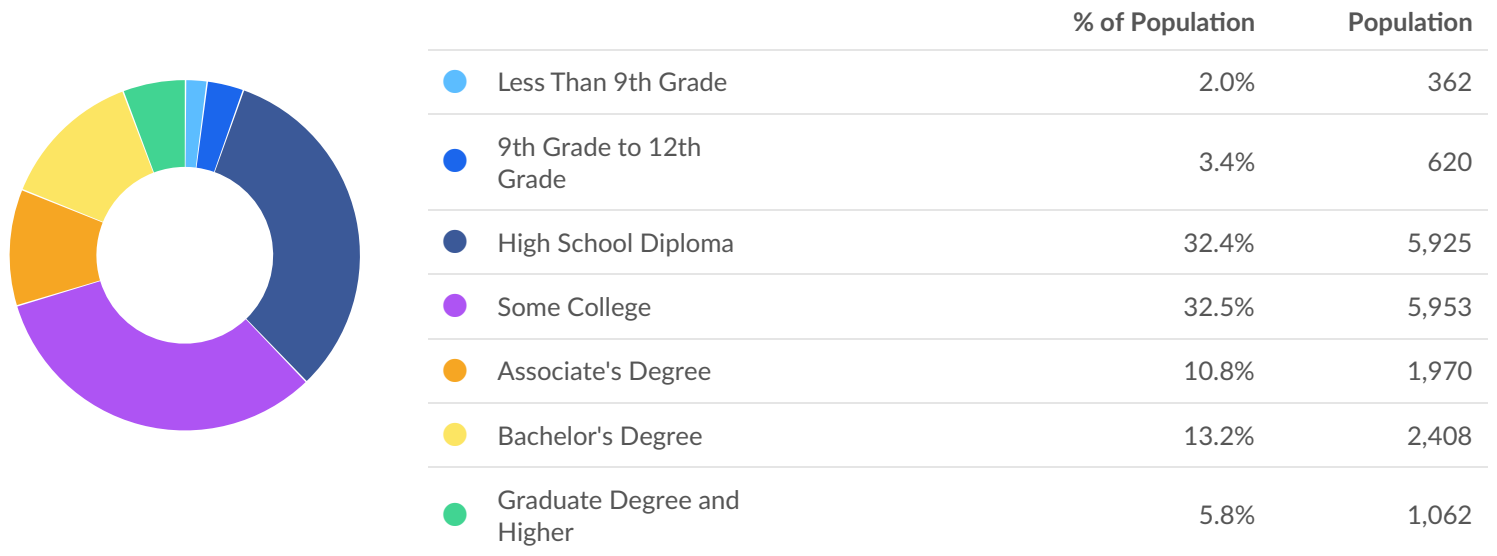 % of Population Population
Less Than 9th Grade 2.0% 362
9th Grade to 12th
Grade 3.4% 620
High School Diploma 32.4% 5,925
Some College 32.5% 5,953
Associate's Degree 10.8% 1,970
Bachelor's Degree 13.2% 2,408
Graduate Degree and
Higher 5.8% 1,062